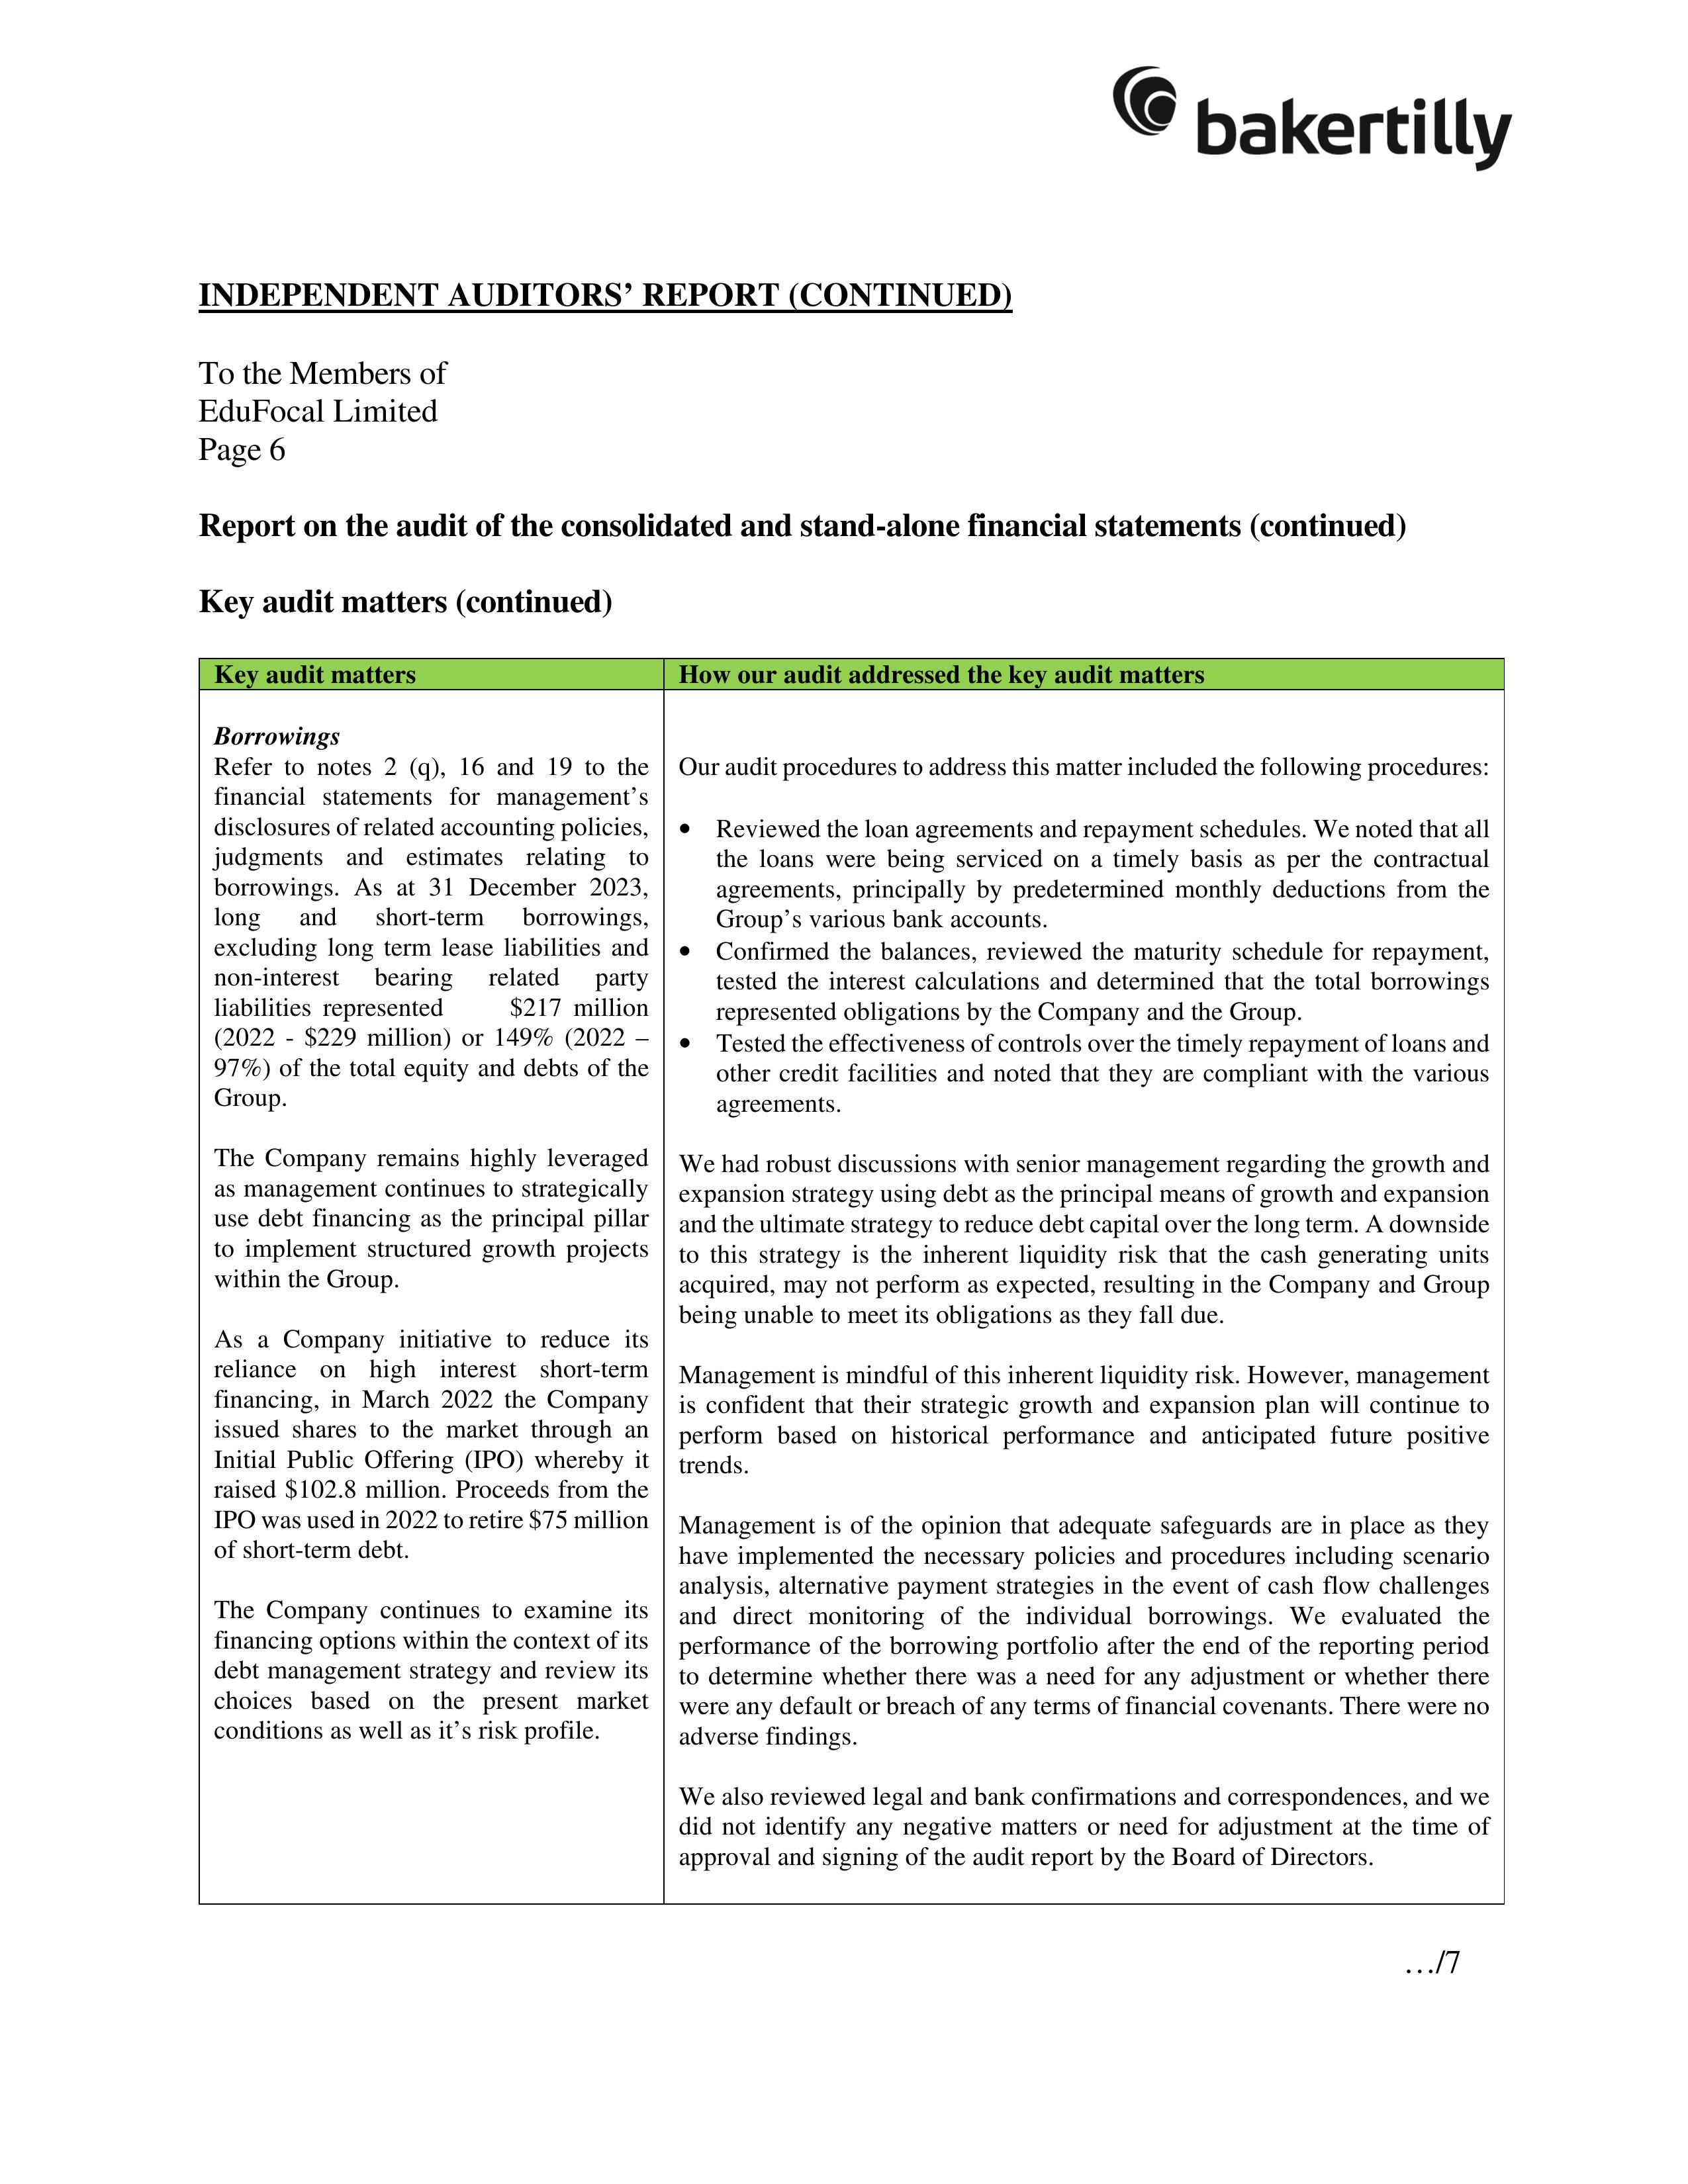 bakertilly
INDEPENDENT AUDITORS’ REPORT (CONTINUED)
To the Members of
EduFocal Limited
Page 6
Report on the audit of the consolidated and stand-alone financial statements (continued)
Key audit matters (continued)
Key audit matters
Borrowings
Refer to notes 2 (q), 16 and 19 to the
financial statements for management’s
disclosures of related accounting policies,
judgments and estimates relating to
borrowings. As at 31 December 2023,
long and short-term borrowings,
excluding long term lease liabilities and
non-interest bearing related party
liabilities represented $217 million
(2022 - $229 million) or 149% (2022 –
97%) of the total equity and debts of the
Group.
The Company remains highly leveraged
as management continues to strategically
use debt financing as the principal pillar
to implement structured growth projects
within the Group.
As a Company initiative to reduce its
reliance on high interest short-term
financing, in March 2022 the Company
issued shares to the market through an
Initial Public Offering (IPO) whereby it
raised $102.8 million. Proceeds from the
IPO was used in 2022 to retire $75 million
of short-term debt.
The Company continues to examine its
financing options within the context of its
debt management strategy and review its
choices based on the present market
conditions as well as it’s risk profile.
How our audit addressed the key audit matters
Our audit procedures to address this matter included the following procedures:
• Reviewed the loan agreements and repayment schedules. We noted that all
the loans were being serviced on a timely basis as per the contractual
agreements, principally by predetermined monthly deductions from the
Group’s various bank accounts.
• Confirmed the balances, reviewed the maturity schedule for repayment,
tested the interest calculations and determined that the total borrowings
represented obligations by the Company and the Group.
• Tested the effectiveness of controls over the timely repayment of loans and
other credit facilities and noted that they are compliant with the various
agreements.
We had robust discussions with senior management regarding the growth and
expansion strategy using debt as the principal means of growth and expansion
and the ultimate strategy to reduce debt capital over the long term. A downside
to this strategy is the inherent liquidity risk that the cash generating units
acquired, may not perform as expected, resulting in the Company and Group
being unable to meet its obligations as they fall due.
Management is mindful of this inherent liquidity risk. However, management
is confident that their strategic growth and expansion plan will continue to
perform based on historical performance and anticipated future positive
trends.
Management is of the opinion that adequate safeguards are in place as they
have implemented the necessary policies and procedures including scenario
analysis, alternative payment strategies in the event of cash flow challenges
and direct monitoring of the individual borrowings. We evaluated the
performance of the borrowing portfolio after the end of the reporting period
to determine whether there was a need for any adjustment or whether there
were any default or breach of any terms of financial covenants. There were no
adverse findings.
We also reviewed legal and bank confirmations and correspondences, and we
did not identify any negative matters or need for adjustment at the time of
approval and signing of the audit report by the Board of Directors.
…/7